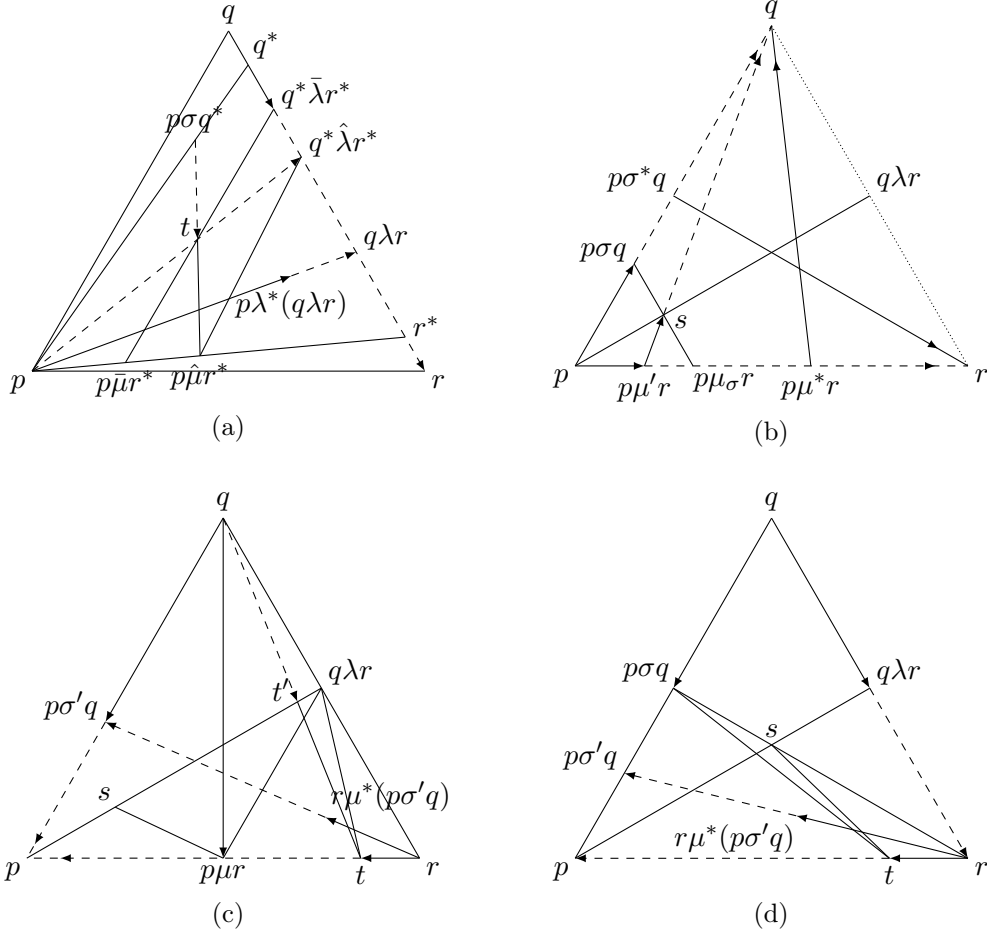 q
q*
q* λ̄r*
pσq*
q* λ̂r*
t
qλr
pλ*(qλr)
r*
p
pμ̄r*
pμ̂r*
r
(a)
q
pσ*q
qλr
pσq
s
p
pμ′r
pμσr
pμ*r
r
(b)
q
qλr
t′
pσ′q
s
rμ*(pσ′q)
p
pμr
t
r
(c)
q
pσq
qλr
s
pσ′q
rμ*(pσ′q)
p
t
r
(d)